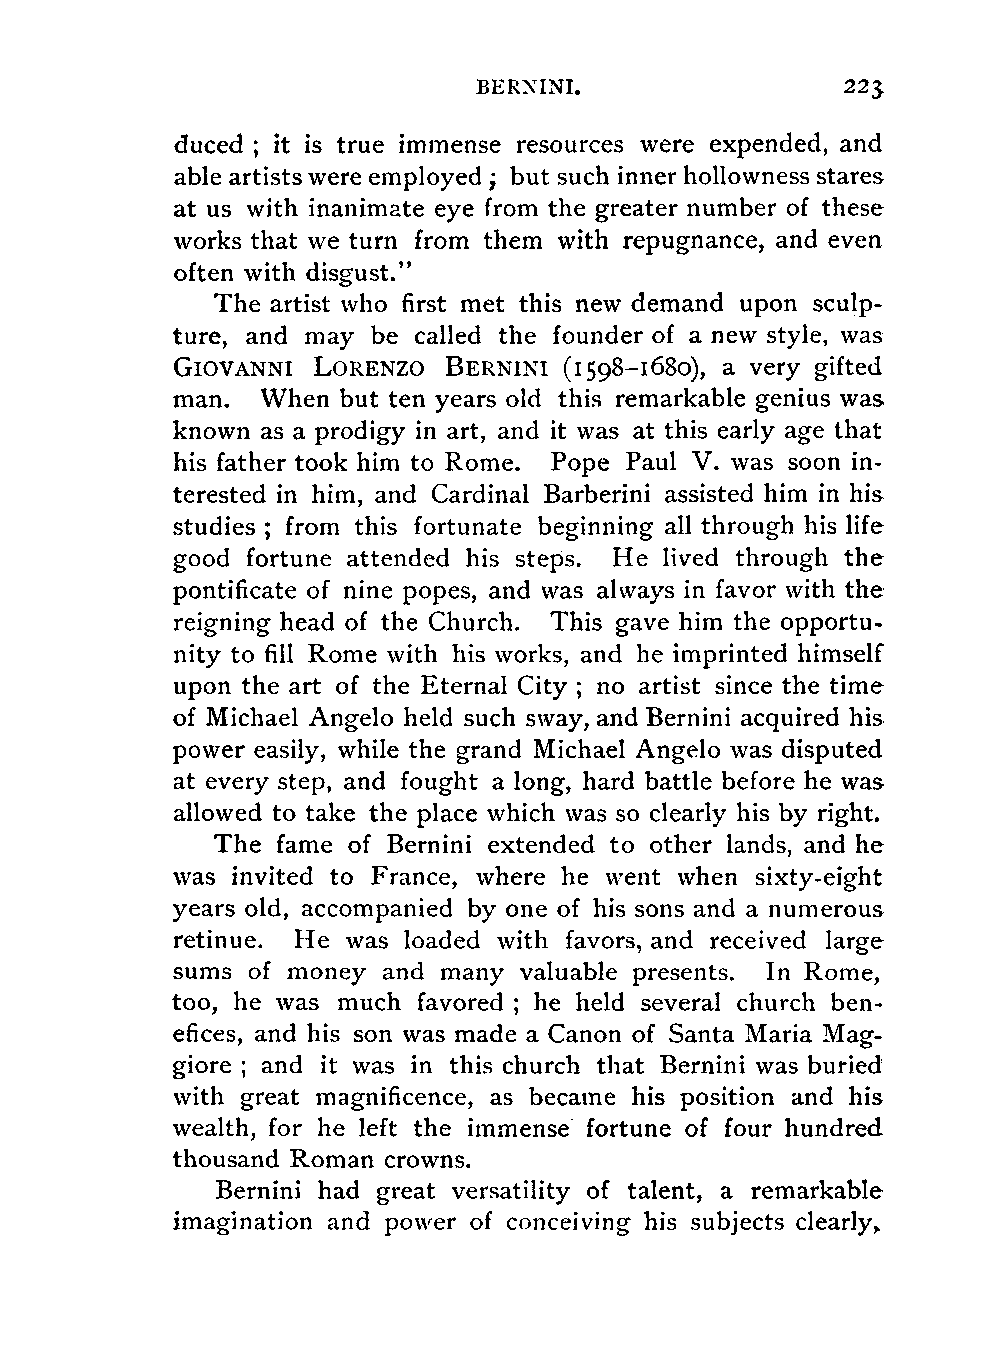 BERNINI. 223
duced ; it is true immense resources were expended, and
able artists were employed ; but such inner hollowness stares
at us with inanimate eye from the greater number of these
works that we turn from them with repugnance, and even
often with disgust."
The artist who first met this new demand upon sculp-
ture, and may be called the founder of a new style, was
GIOVANNI LORENZO BERNINI (1598–1680), a very gifted
man. When but ten years old this remarkable genius was
known as a prodigy in art, and it was at this early age that
his father took him to Rome. Pope Paul V. was soon in-
terested in him, and Cardinal Barberini assisted him in his
studies ; from this fortunate beginning all through his life
good fortune attended his steps. He lived through the
pontificate of nine popes, and was always in favor with the
reigning head of the Church. This gave him the opportu-
nity to fill Rome with his works, and he imprinted himself
upon the art of the Eternal City ; no artist since the time
of Michael Angelo held such sway, and Bernini acquired his
power easily, while the grand Michael Angelo was disputed
at every step, and fought a long, hard battle before he was
allowed to take the place which was so clearly his by right.
The fame of Bernini extended to other lands, and he
was invited to France, where he went when sixty-eight
years old, accompanied by one of his sons and a numerous
retinue. He was loaded with favors, and received large
sums of money and many valuable presents. In Rome,
too, he was much favored ; he held several church ben-
efices, and his son was made a Canon of Santa Maria Mag-
giore ; and it was in this church that Bernini was buried
with great magnificence, as became his position and his
wealth, for he left the immense fortune of four hundred
thousand Roman crowns.
Bernini had great versatility of talent, a remarkable
imagination and power of conceiving his subjects clearly,